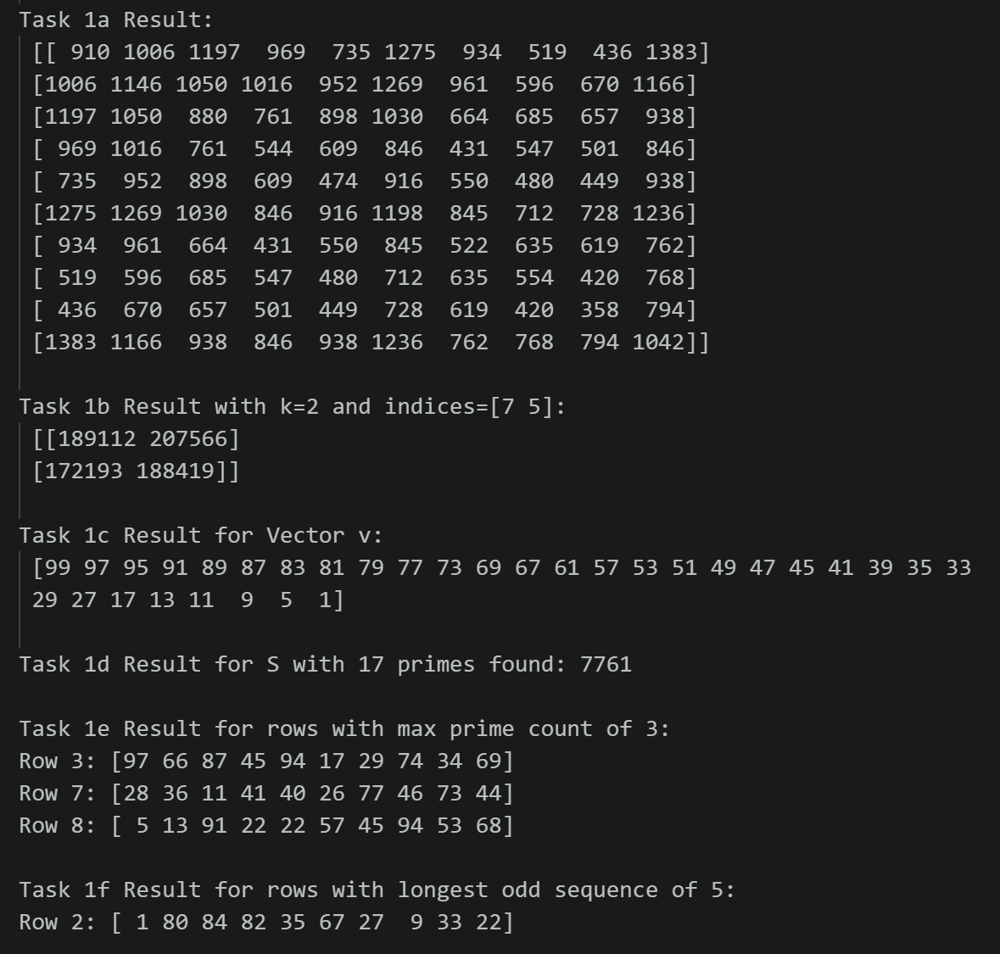 Task 1a Result:
[[ 910 1006 1197  969  735 1275  934  519  436 1383]
[1006 1146 1050 1016  952 1269  961  596  670 1166]
[1197 1050  880  761  898 1030  664  685  657  938]
[ 969 1016  761  544  609  846  431  547  501  846]
[ 735  952  898  609  474  916  550  480  449  938]
[1275 1269 1030  846  916 1198  845  712  728 1236]
[ 934  961  664  431  550  845  522  635  619  762]
[ 519  596  685  547  480  712  635  554  420  768]
[ 436  670  657  501  449  728  619  420  358  794]
[1383 1166  938  846  938 1236  762  768  794 1042]]
Task 1b Result with k=2 and indices=[7 5]:
[[189112 207566]
[172193 188419]]
Task 1c Result for Vector v:
[99 97 95 91 89 87 83 81 79 77 73 69 67 61 57 53 51 49 47 45 41 39 35 33
29 27 17 13 11  9  5  1]
Task 1d Result for S with 17 primes found: 7761
Task 1e Result for rows with max prime count of 3:
Row 3: [97 66 87 45 94 17 29 74 34 69]
Row 7: [28 36 11 41 40 26 77 46 73 44]
Row 8: [ 5 13 91 22 22 57 45 94 53 68]
Task 1f Result for rows with longest odd sequence of 5:
Row 2: [ 1 80 84 82 35 67 27  9 33 22]